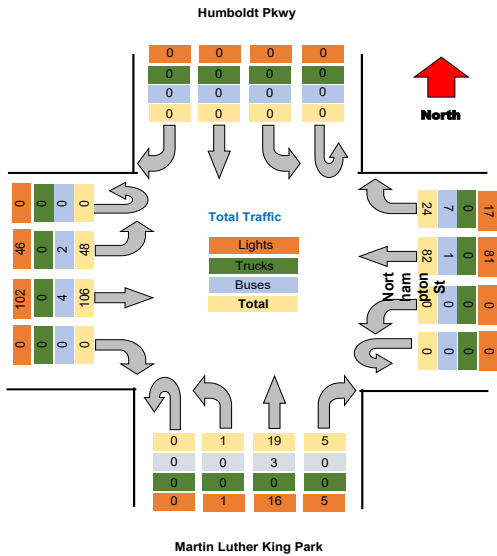 Humboldt Pkwy
0 0 0 0
0 0 0 0
0 0 0 0
0 0 0 0
North
0 0 0 0
46 0 2 48
102 0 4 106
0 0 0 0
Total Traffic
Lights
Trucks
Buses
Total
24 7 0 17
82 1 0 81
0 0 0 0
0 0 0 0
Nort
ham
pton
St
0 1 19 5
0 0 3 0
0 0 0 0
0 1 16 5
Martin Luther King Park